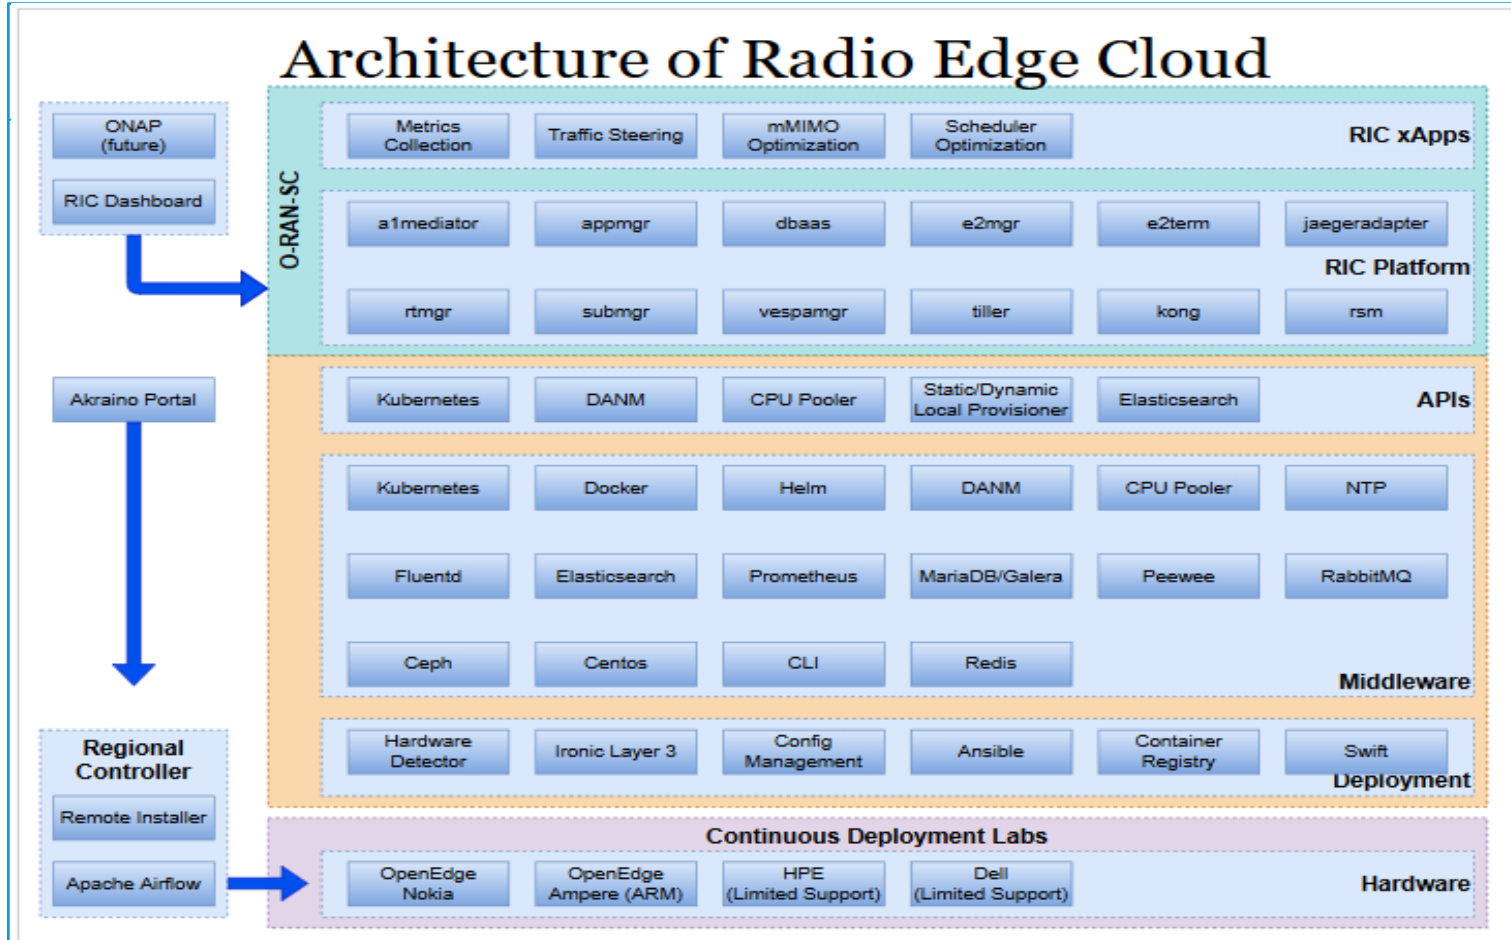 Architecture of Radio Edge Cloud
ONAP
(future)
RIC Dashboard
O-RAN-SC
Metrics
Collection
Traffic Steering
mMIMO
Optimization
Scheduler
Optimization
RIC xApps
a1mediator
appmgr
dbaas
e2mgr
e2term
jaegeradapter
RIC Platform
rtmgr
submgr
vespamgr
tiller
kong
rsm
Akraino Portal
Kubernetes
DANM
CPU Pooler
Static/Dynamic
Local Provisioner
Elasticsearch
APIs
Kubernetes
Docker
Helm
DANM
CPU Pooler
NTP
Fluentd
Elasticsearch
Prometheus
MariaDB/Galera
Peewee
RabbitMQ
Ceph
Centos
CLI
Redis
Middleware
Regional
Controller
Remote Installer
Apache Airflow
Hardware
Detector
Ironic Layer 3
Config
Management
Ansible
Container
Registry
Swift
Deployment
Continuous Deployment Labs
OpenEdge
Nokia
OpenEdge
Ampere (ARM)
HPE
(Limited Support)
Dell
(Limited Support)
Hardware